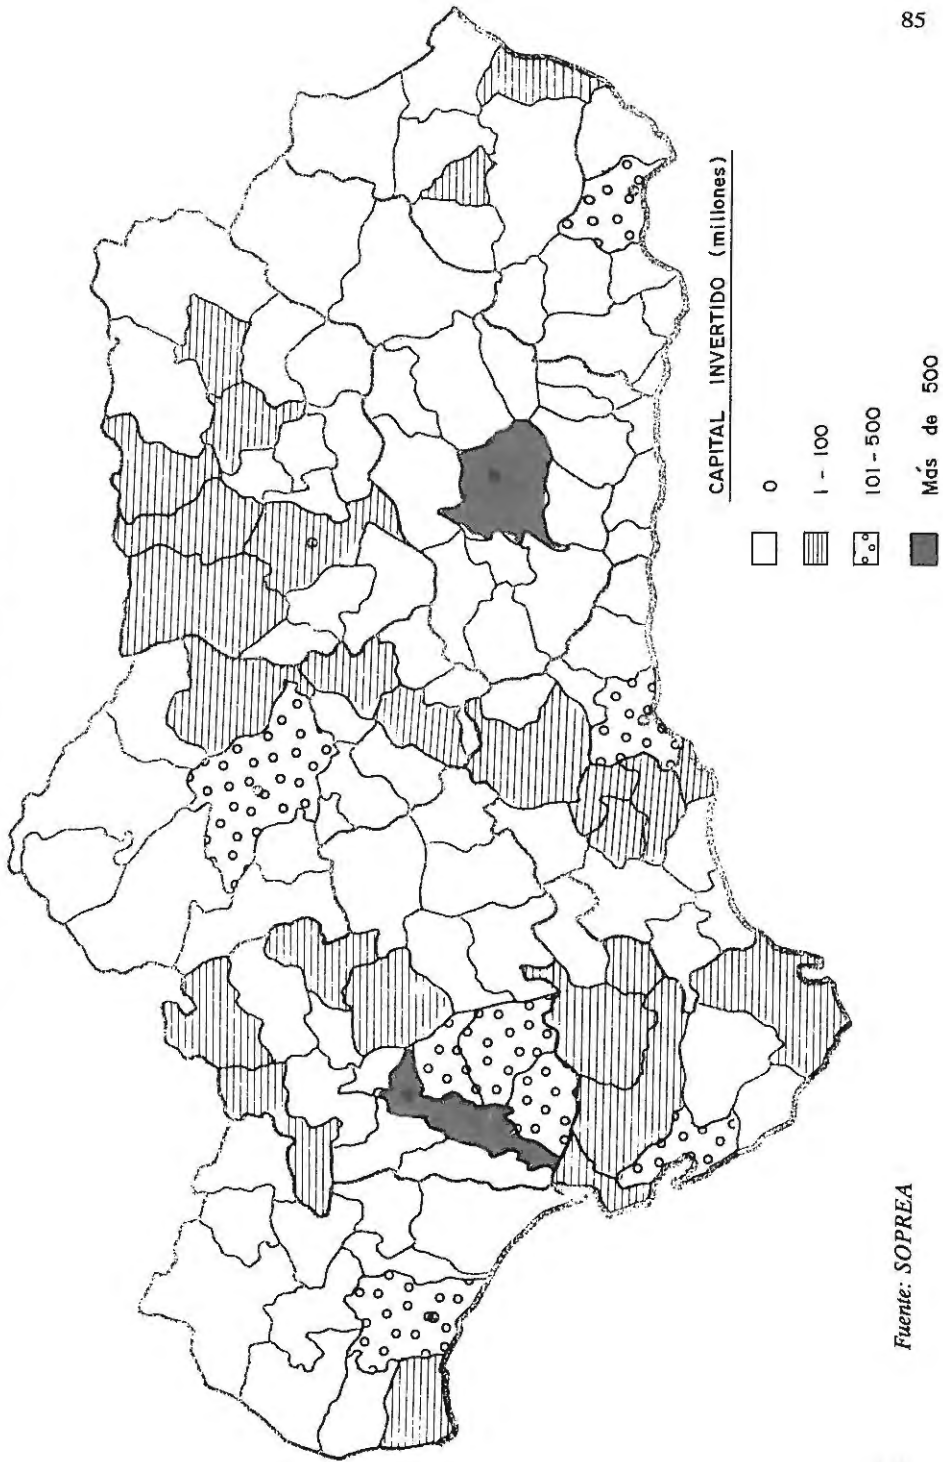 85
CAPITAL INVERTIDO (millones)
0
1 - 100
101 - 500
Más de 500
Fuente: SOPREA